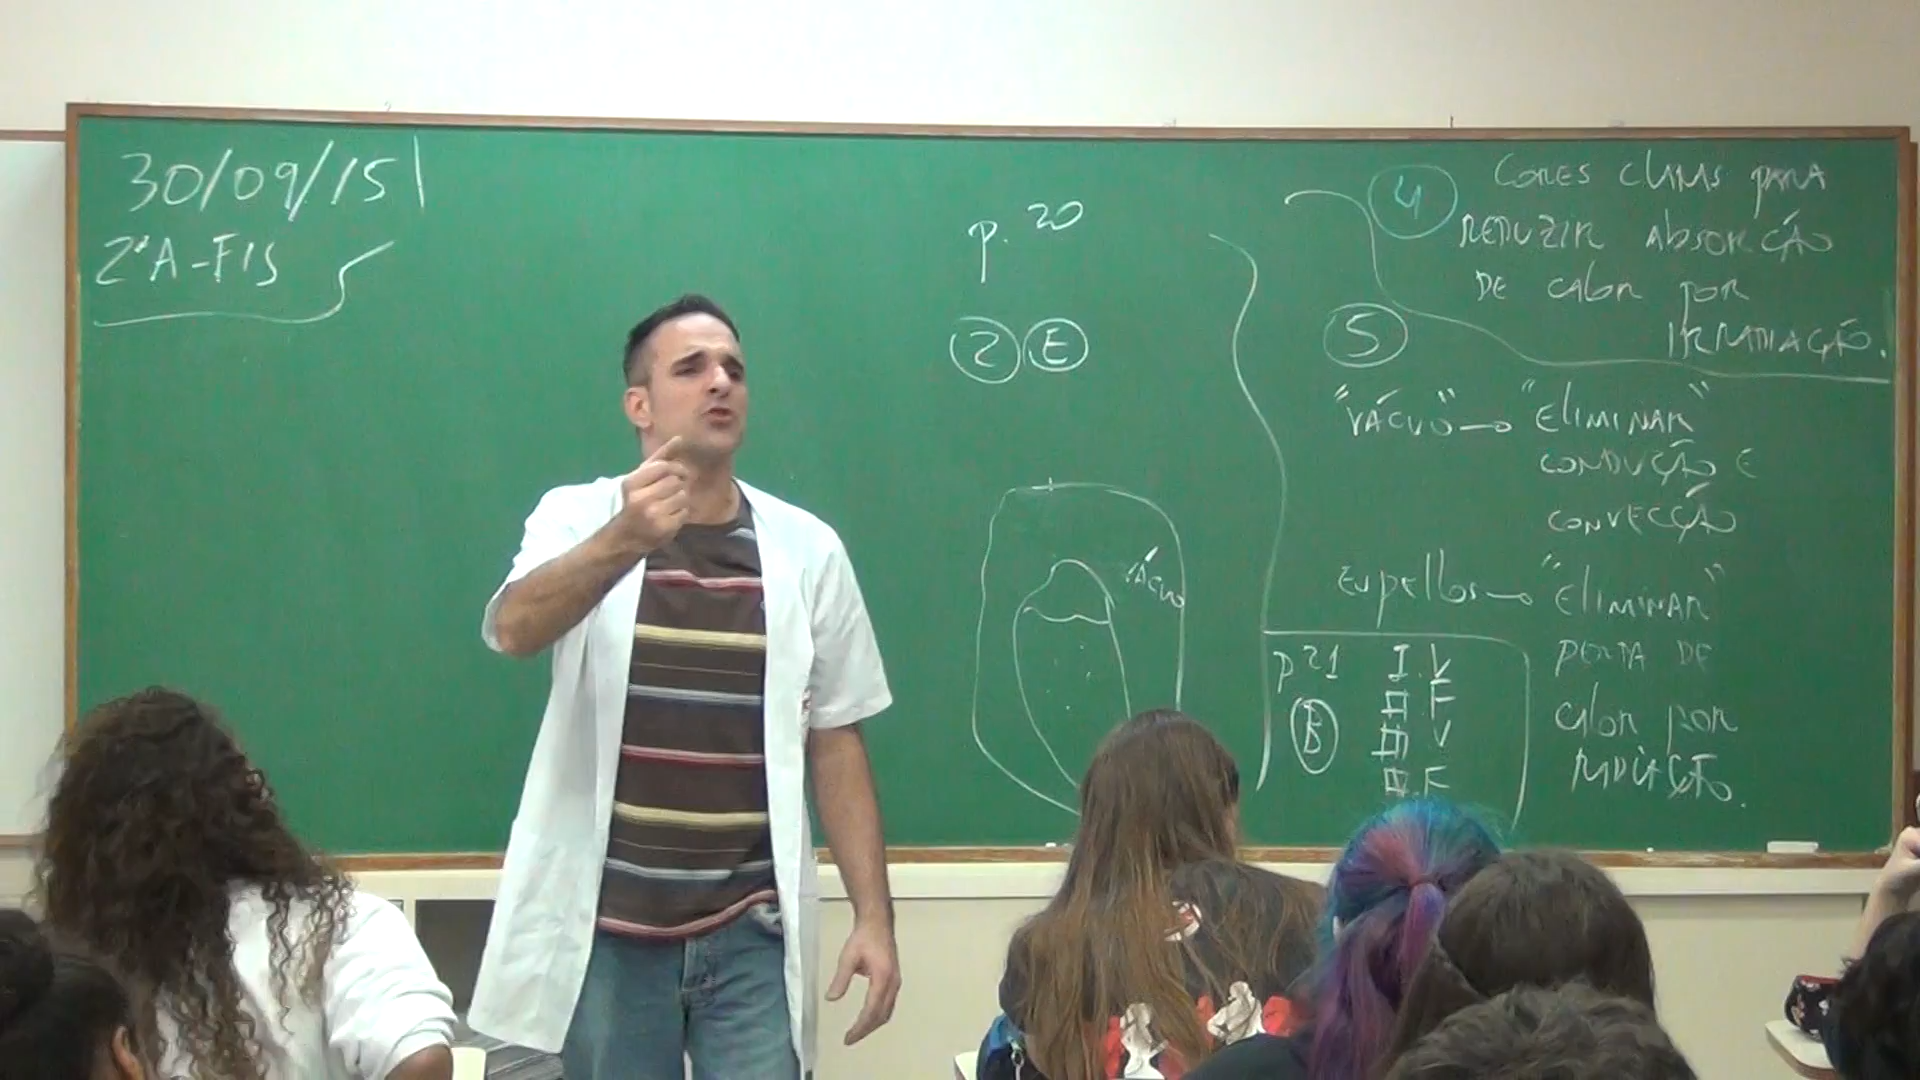 30/09/15
2ªA-FIS
p. 20
2 E
VÁCUO
4 CORES CLARAS PARA
REDUZIR ABSORÇÃO
DE CALOR POR
IRRADIAÇÃO.
5
"VÁCUO" → "ELIMINAR"
CONDUÇÃO E
CONVECÇÃO
ESPELHOS → "ELIMINAR"
PERDA DE
CALOR POR
RADIAÇÃO.
p 21 I. V
II. F
B III. V
IV. F